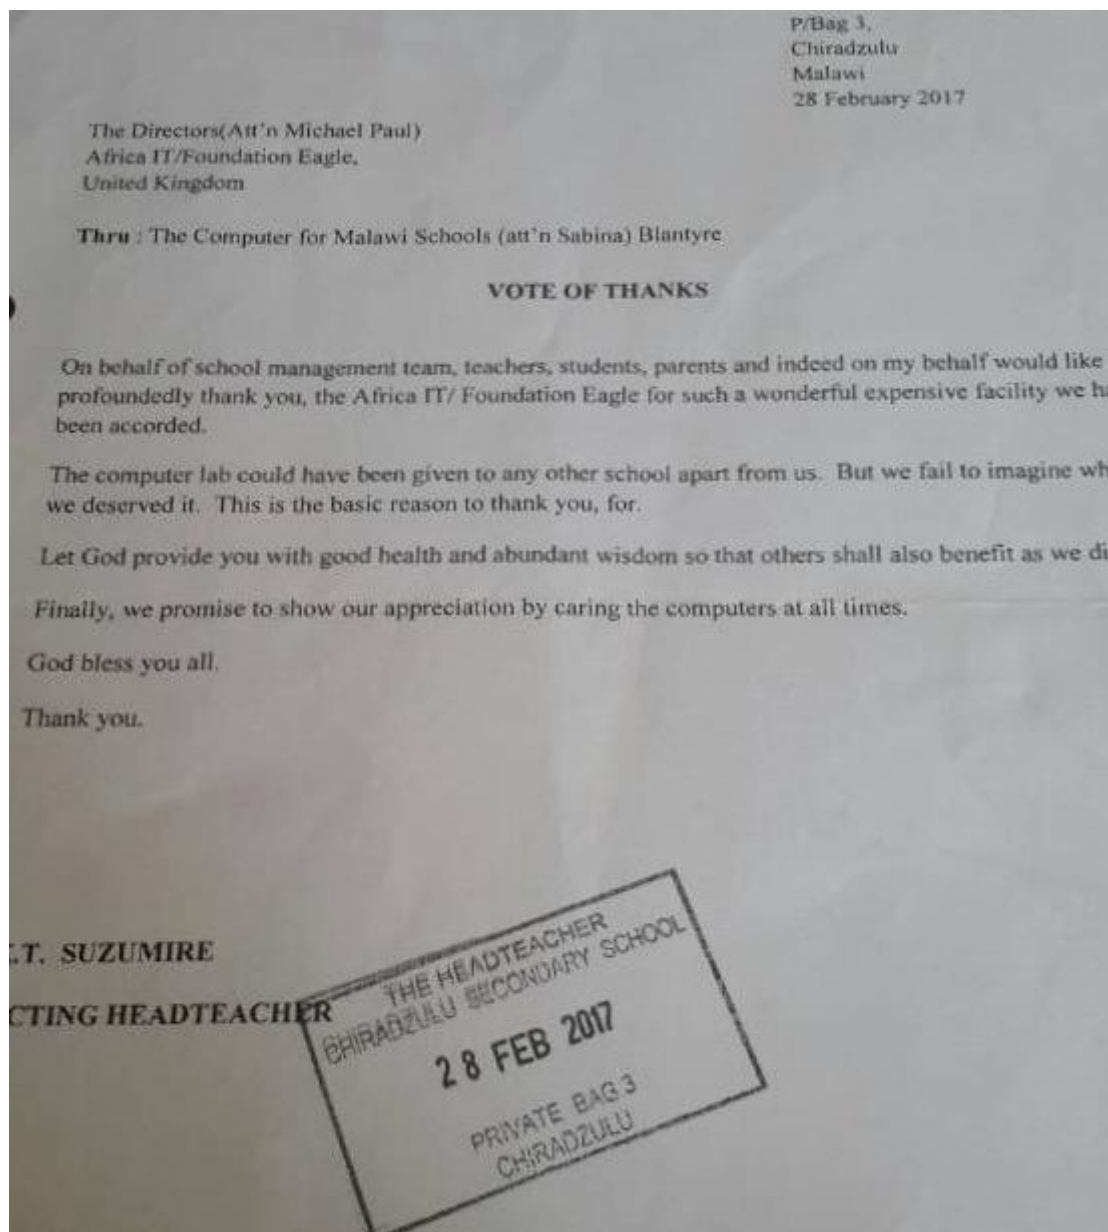 P/Bag 3,
Chiradzulu
Malawi
28 February 2017
The Directors(Att'n Michael Paul)
Africa IT/Foundation Eagle,
United Kingdom
Thru : The Computer for Malawi Schools (att'n Sabina) Blantyre
VOTE OF THANKS
On behalf of school management team, teachers, students, parents and indeed on my behalf would like
profoundedly thank you, the Africa IT/ Foundation Eagle for such a wonderful expensive facility we
been accorded.
The computer lab could have been given to any other school apart from us. But we fail to imagine
we deserved it. This is the basic reason to thank you, for.
Let God provide you with good health and abundant wisdom so that others shall also benefit as we
Finally, we promise to show our appreciation by caring the computers at all times.
God bless you all.
Thank you.
.T. SUZUMIRE
CTING HEADTEACHER
THE HEADTEACHER
CHIRADZULU SECONDARY SCHOOL
28 FEB 2017
PRIVATE BAG 3
CHIRADZULU